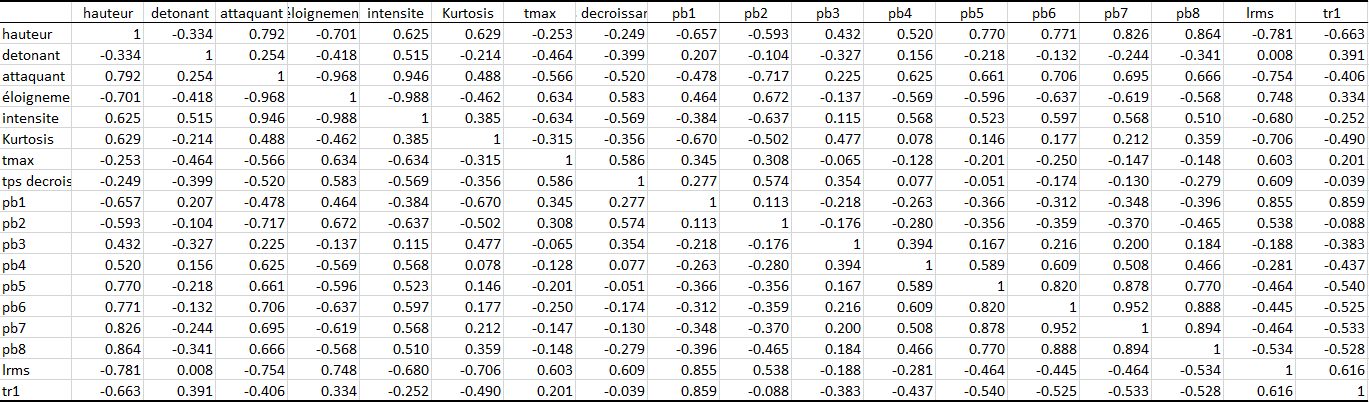 hauteur detonant attaquant éloignemen intensite Kurtosis tmax decroissar pb1 pb2 pb3 pb4 pb5 pb6 pb7 pb8 lrms tr1
hauteur 1 -0.334 0.792 -0.701 0.625 0.629 -0.253 -0.249 -0.657 -0.593 0.432 0.520 0.770 0.771 0.826 0.864 -0.781 -0.663
detonant -0.334 1 0.254 -0.418 0.515 -0.214 -0.464 -0.399 0.207 -0.104 -0.327 0.156 -0.218 -0.132 -0.244 -0.341 0.008 0.391
attaquant 0.792 0.254 1 -0.968 0.946 0.488 -0.566 -0.520 -0.478 -0.717 0.225 0.625 0.661 0.706 0.695 0.666 -0.754 -0.406
éloigneme -0.701 -0.418 -0.968 1 -0.988 -0.462 0.634 0.583 0.464 0.672 -0.137 -0.569 -0.596 -0.637 -0.619 -0.568 0.748 0.334
intensite 0.625 0.515 0.946 -0.988 1 0.385 -0.634 -0.569 -0.384 -0.637 0.115 0.568 0.523 0.597 0.568 0.510 -0.680 -0.252
Kurtosis 0.629 -0.214 0.488 -0.462 0.385 1 -0.315 -0.356 -0.670 -0.502 0.477 0.078 0.146 0.177 0.212 0.359 -0.706 -0.490
tmax -0.253 -0.464 -0.566 0.634 -0.634 -0.315 1 0.586 0.345 0.308 -0.065 -0.128 -0.201 -0.250 -0.147 -0.148 0.603 0.201
tps decrois -0.249 -0.399 -0.520 0.583 -0.569 -0.356 0.586 1 0.277 0.574 0.354 0.077 -0.051 -0.174 -0.130 -0.279 0.609 -0.039
pb1 -0.657 0.207 -0.478 0.464 -0.384 -0.670 0.345 0.277 1 0.113 -0.218 -0.263 -0.366 -0.312 -0.348 -0.396 0.855 0.859
pb2 -0.593 -0.104 -0.717 0.672 -0.637 -0.502 0.308 0.574 0.113 1 -0.176 -0.280 -0.356 -0.359 -0.370 -0.465 0.538 -0.088
pb3 0.432 -0.327 0.225 -0.137 0.115 0.477 -0.065 0.354 -0.218 -0.176 1 0.394 0.167 0.216 0.200 0.184 -0.188 -0.383
pb4 0.520 0.156 0.625 -0.569 0.568 0.078 -0.128 0.077 -0.263 -0.280 0.394 1 0.589 0.609 0.508 0.466 -0.281 -0.437
pb5 0.770 -0.218 0.661 -0.596 0.523 0.146 -0.201 -0.051 -0.366 -0.356 0.167 0.589 1 0.820 0.878 0.770 -0.464 -0.540
pb6 0.771 -0.132 0.706 -0.637 0.597 0.177 -0.250 -0.174 -0.312 -0.359 0.216 0.609 0.820 1 0.952 0.888 -0.445 -0.525
pb7 0.826 -0.244 0.695 -0.619 0.568 0.212 -0.147 -0.130 -0.348 -0.370 0.200 0.508 0.878 0.952 1 0.894 -0.464 -0.533
pb8 0.864 -0.341 0.666 -0.568 0.510 0.359 -0.148 -0.279 -0.396 -0.465 0.184 0.466 0.770 0.888 0.894 1 -0.534 -0.528
lrms -0.781 0.008 -0.754 0.748 -0.680 -0.706 0.603 0.609 0.855 0.538 -0.188 -0.281 -0.464 -0.445 -0.464 -0.534 1 0.616
tr1 -0.663 0.391 -0.406 0.334 -0.252 -0.490 0.201 -0.039 0.859 -0.088 -0.383 -0.437 -0.540 -0.525 -0.533 -0.528 0.616 1